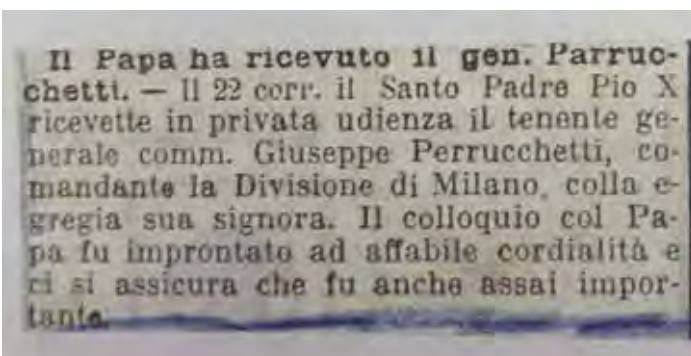 Il Papa ha ricevuto il gen. Parruc-
chetti. — Il 22 corr. il Santo Padre Pio X
ricevette in privata udienza il tenente ge-
nerale comm. Giuseppe Perrucchetti, co-
mandante la Divisione di Milano, colla e-
gregia sua signora. Il colloquio col Pa-
pa fu improntato ad affabile cordialità e
ci si assicura che fu anche assai impor-
tante.